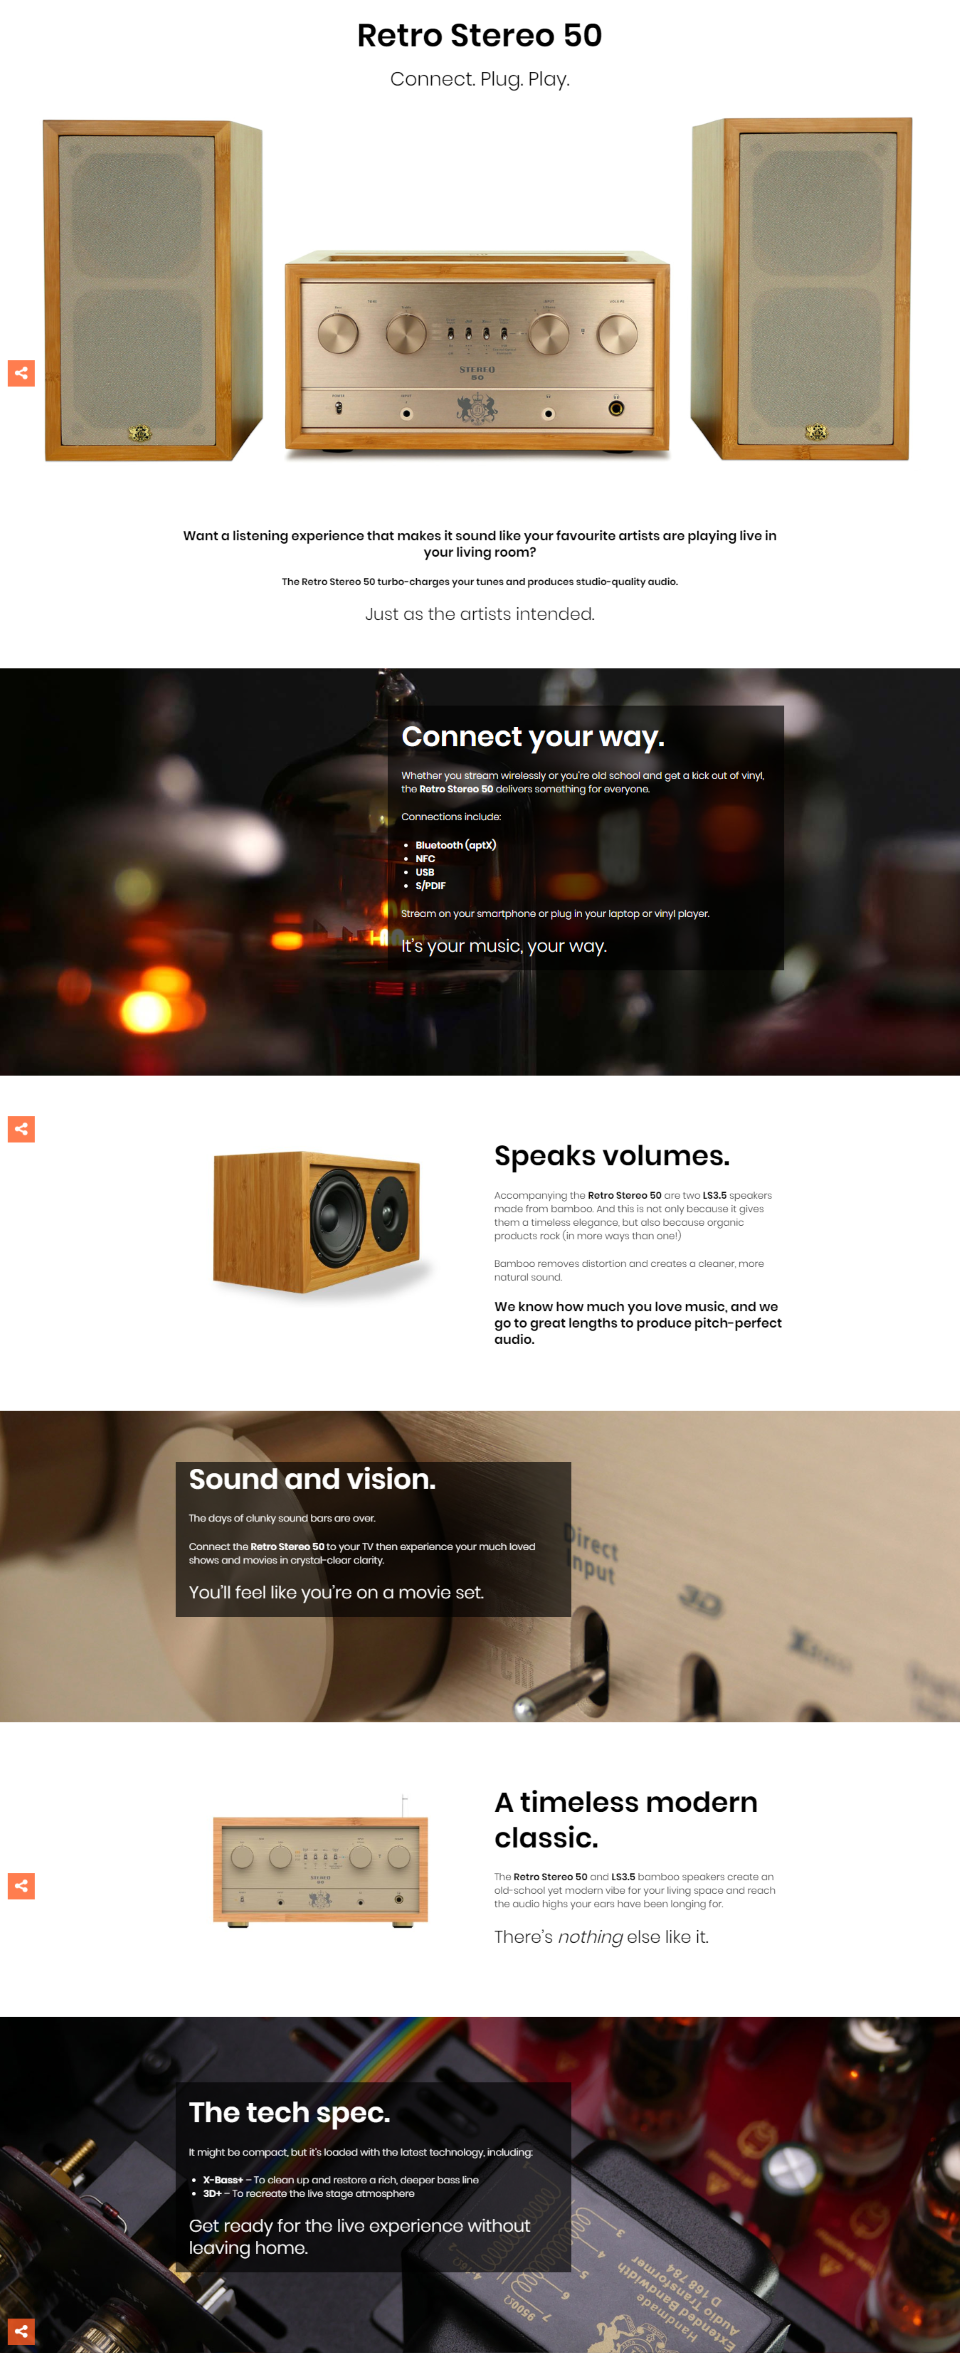 Retro Stereo 50
Connect. Plug. Play.
STEREO
50
Want a listening experience that makes it sound like your favourite artists are playing live in
your living room?
The Retro Stereo 50 turbo-charges your tunes and produces studio-quality audio.
Just as the artists intended.
Connect your way.
Whether you stream wirelessly or you're old school and get a kick out of vinyl,
the Retro Stereo 50 delivers something for everyone.
Connections include:
• Bluetooth (aptX)
• NFC
• USB
• S/PDIF
Stream on your smartphone or plug in your laptop or vinyl player.
It's your music, your way.
Speaks volumes.
Accompanying the Retro Stereo 50 are two LS3.5 speakers
made from bamboo. And this is not only because it gives
them a timeless elegance, but also because organic
products rock (in more ways than one!)
Bamboo removes distortion and creates a cleaner, more
natural sound.
We know how much you love music, and we
go to great lengths to produce pitch-perfect
audio.
Sound and vision.
The days of clunky sound bars are over.
Connect the Retro Stereo 50 to your TV then experience your much loved
shows and movies in crystal-clear clarity.
You'll feel like you're on a movie set.
Direct
Input
3D
A timeless modern
classic.
The Retro Stereo 50 and LS3.5 bamboo speakers create an
old-school yet modern vibe for your living space and reach
the audio highs your ears have been longing for.
There's nothing else like it.
The tech spec.
It might be compact, but it's loaded with the latest technology, including:
• X-Bass+ – To clean up and restore a rich, deeper bass line
• 3D+ – To recreate the live stage atmosphere
Get ready for the live experience without
leaving home.
Handmade
Extended Bandwidth
Audio Transformer
D 168 784